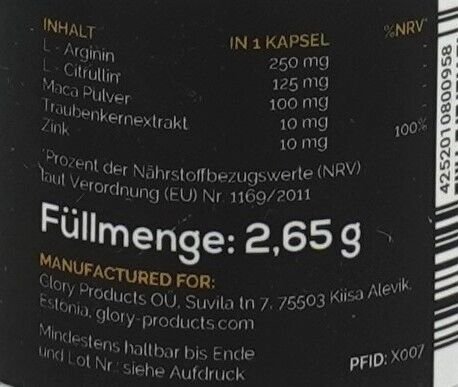 INHALT IN 1 KAPSEL %NRV*
L - Arginin 250 mg -
L - Citrullin 125 mg -
Maca Pulver 100 mg -
Traubenkernextrakt 10 mg -
Zink 10 mg 100%
*Prozent der Nährstoffbezugswerte (NRV)
laut Verordnung (EU) Nr. 1169/2011
Füllmenge: 2,65 g
MANUFACTURED FOR:
Glory Products OÜ, Suvila tn 7, 75503 Kiisa Alevik,
Estonia, glory-products.com
Mindestens haltbar bis Ende
und Lot Nr.: siehe Aufdruck
PFID: X007
4252010800958